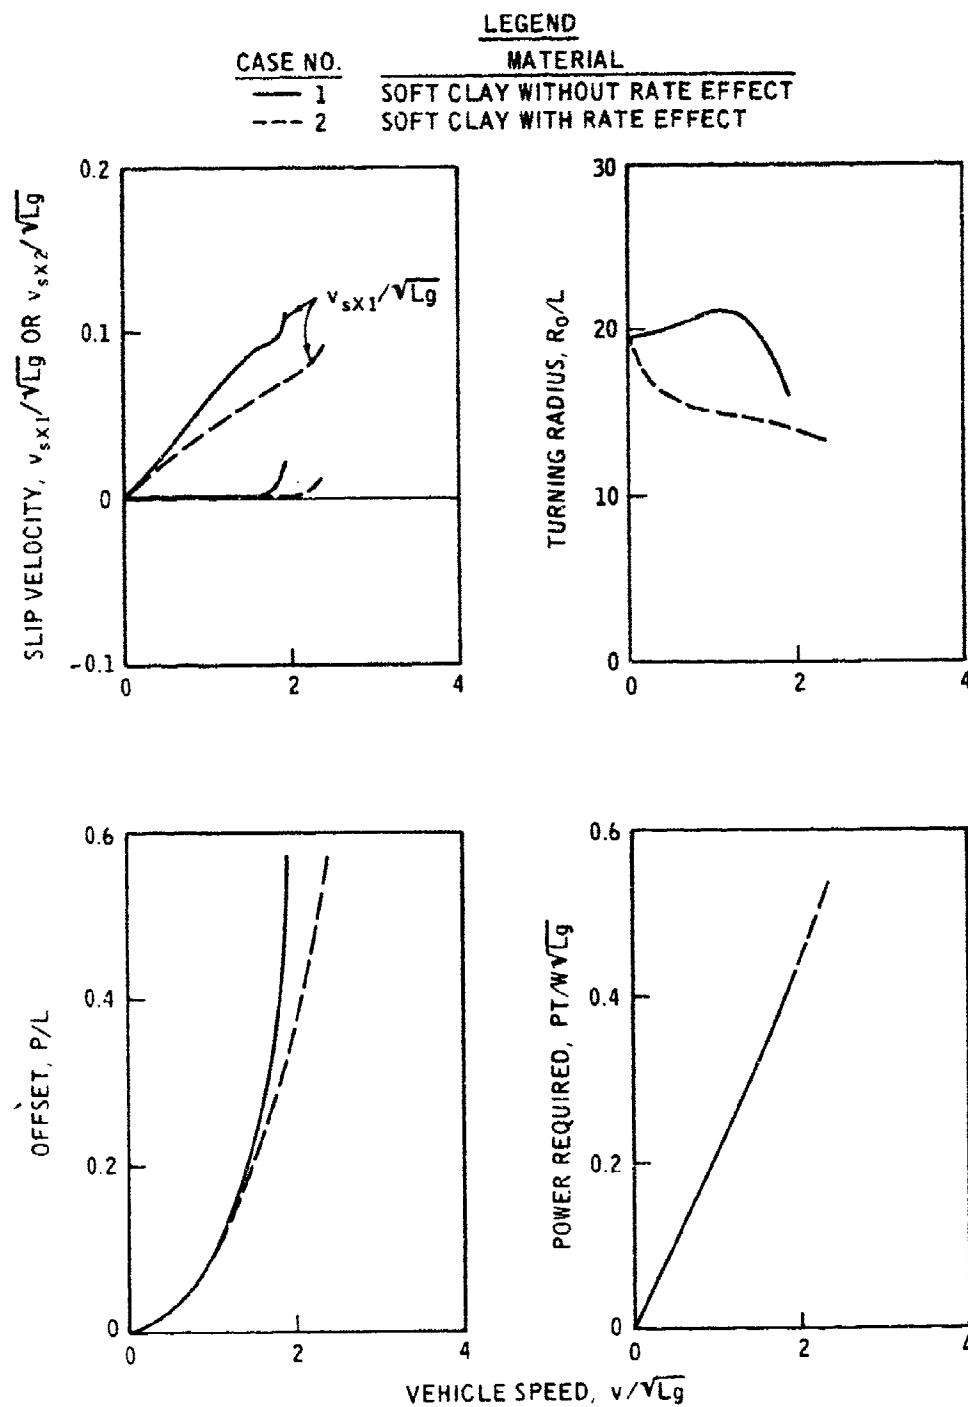 LEGEND
CASE NO. MATERIAL
1 SOFT CLAY WITHOUT RATE EFFECT
2 SOFT CLAY WITH RATE EFFECT
SLIP VELOCITY, v_sX1/√Lg OR v_sX2/√Lg
0.2
0.1
0
-0.1
v_sX1/√Lg
0 2 4
TURNING RADIUS, R₀/L
30
20
10
0
0 2 4
OFFSET, P/L
0.6
0.4
0.2
0
0 2 4
POWER REQUIRED, PT/W√Lg
0.6
0.4
0.2
0
0 2 4
VEHICLE SPEED, v/√Lg